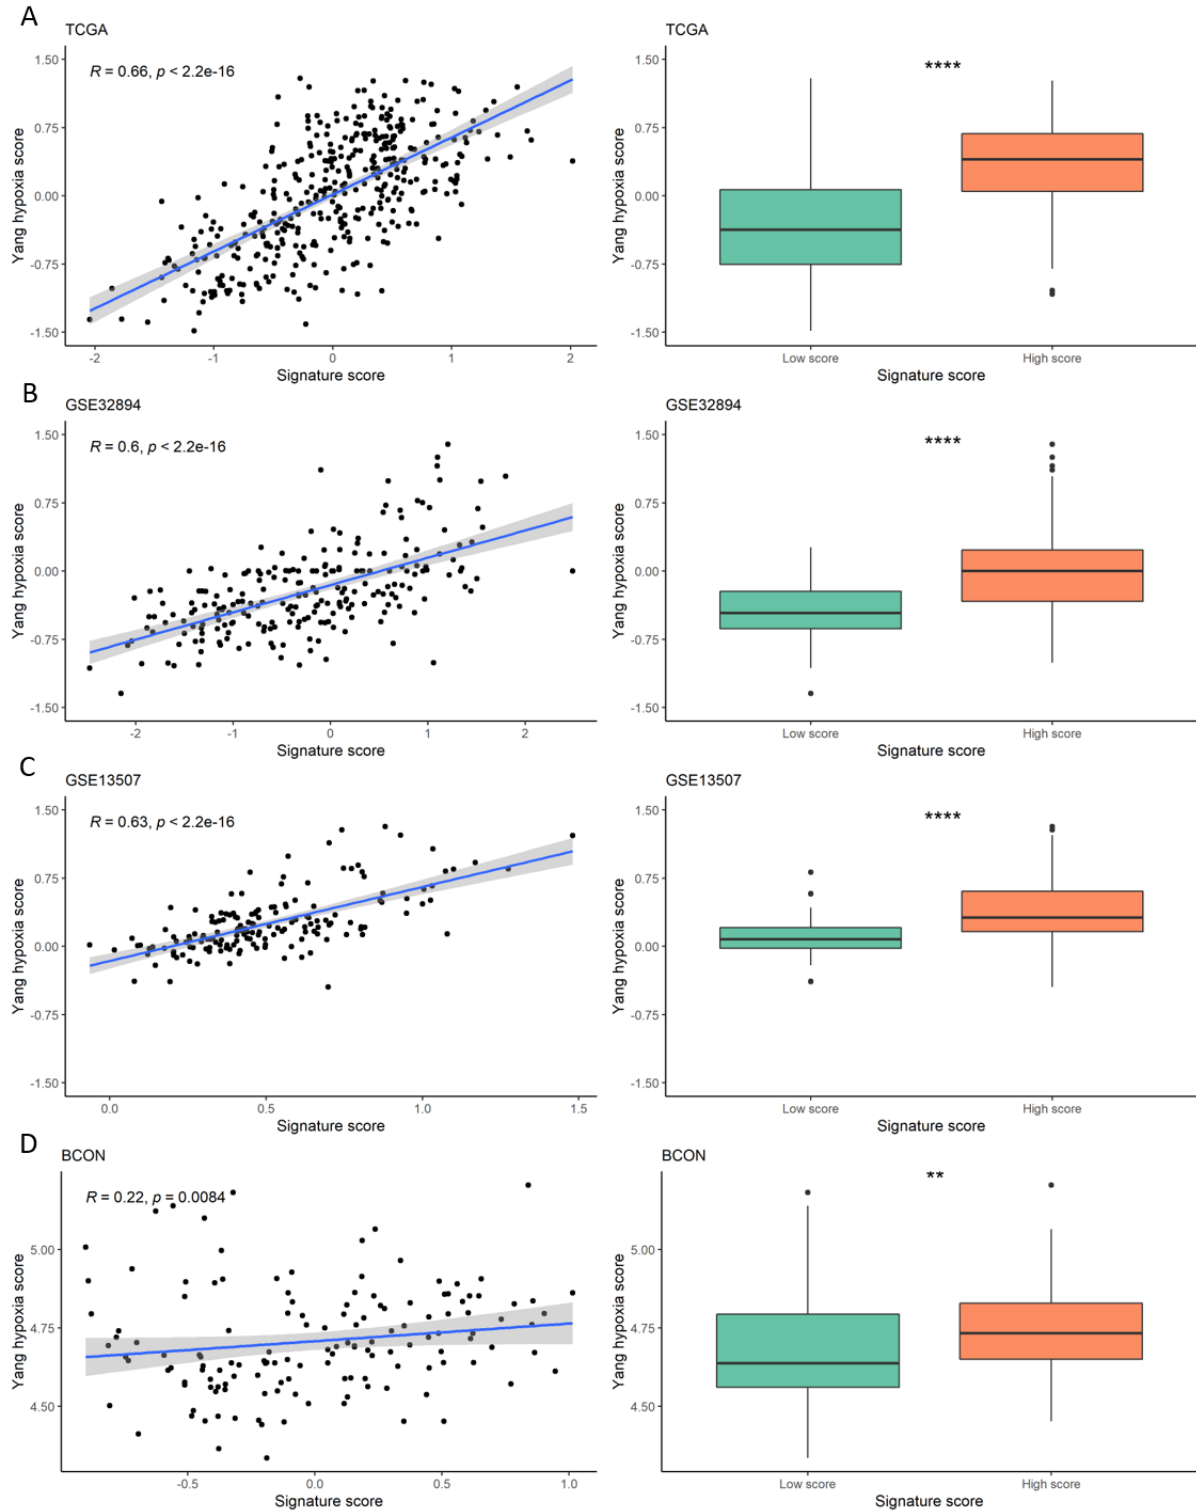 A
TCGA
R = 0.66, p < 2.2e-16
Yang hypoxia score
1.50
0.75
0.00
-0.75
-1.50
-2 -1 0 1 2
Signature score
TCGA
****
Yang hypoxia score
1.50
0.75
0.00
-0.75
-1.50
Low score High score
Signature score
B
GSE32894
R = 0.6, p < 2.2e-16
Yang hypoxia score
1.50
0.75
0.00
-0.75
-1.50
-2 -1 0 1 2
Signature score
GSE32894
****
Yang hypoxia score
1.50
0.75
0.00
-0.75
-1.50
Low score High score
Signature score
C
GSE13507
R = 0.63, p < 2.2e-16
Yang hypoxia score
1.50
0.75
0.00
-0.75
-1.50
0.0 0.5 1.0 1.5
Signature score
GSE13507
****
Yang hypoxia score
1.50
0.75
0.00
-0.75
-1.50
Low score High score
Signature score
D
BCON
R = 0.22, p = 0.0084
Yang hypoxia score
5.00
4.75
4.50
-0.5 0.0 0.5 1.0
Signature score
BCON
**
Yang hypoxia score
5.00
4.75
4.50
Low score High score
Signature score